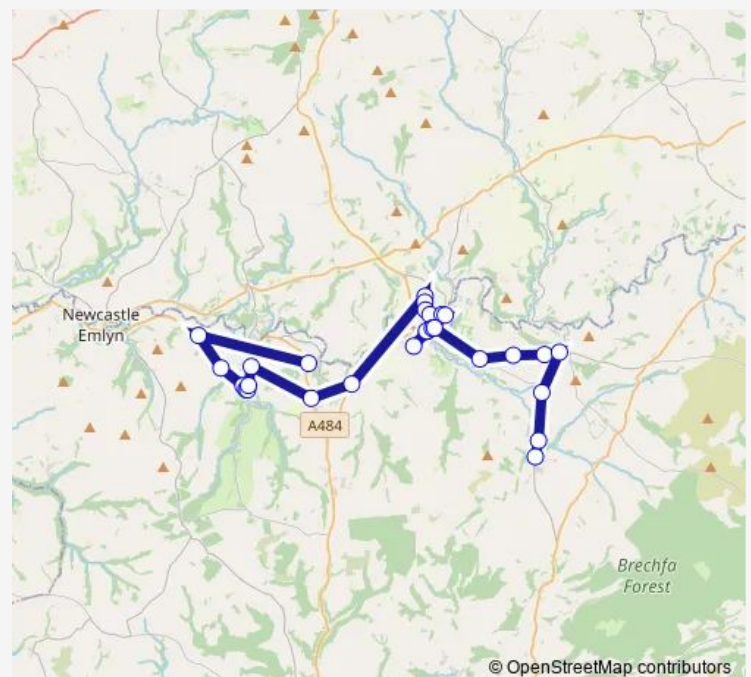 Newcastle
Emlyn
A484
Brechfa
Forest
© OpenStreetMap contributors